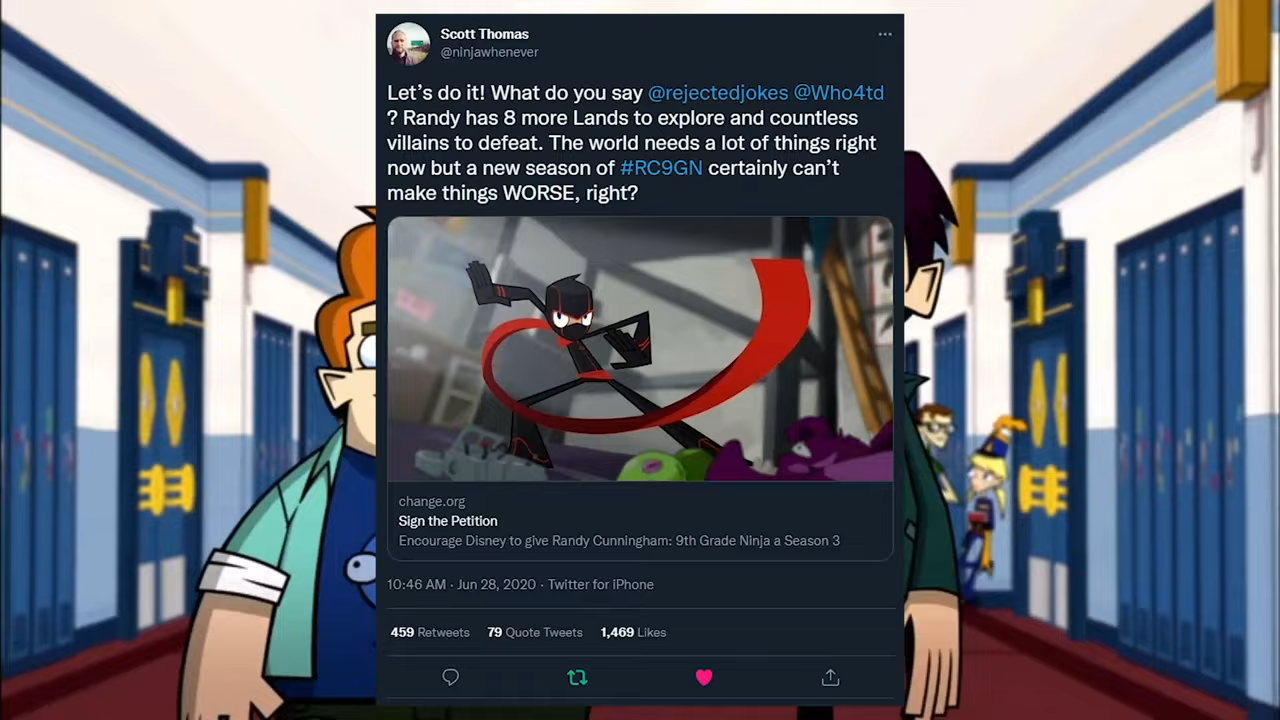 Scott Thomas
@ninjawhenever
Let's do it! What do you say @rejectedjokes @Who4td
? Randy has 8 more Lands to explore and countless
villains to defeat. The world needs a lot of things right
now but a new season of #RC9GN certainly can't
make things WORSE, right?
change.org
Sign the Petition
Encourage Disney to give Randy Cunningham: 9th Grade Ninja a Season 3
10:46 AM · Jun 28, 2020 · Twitter for iPhone
459 Retweets 79 Quote Tweets 1,469 Likes